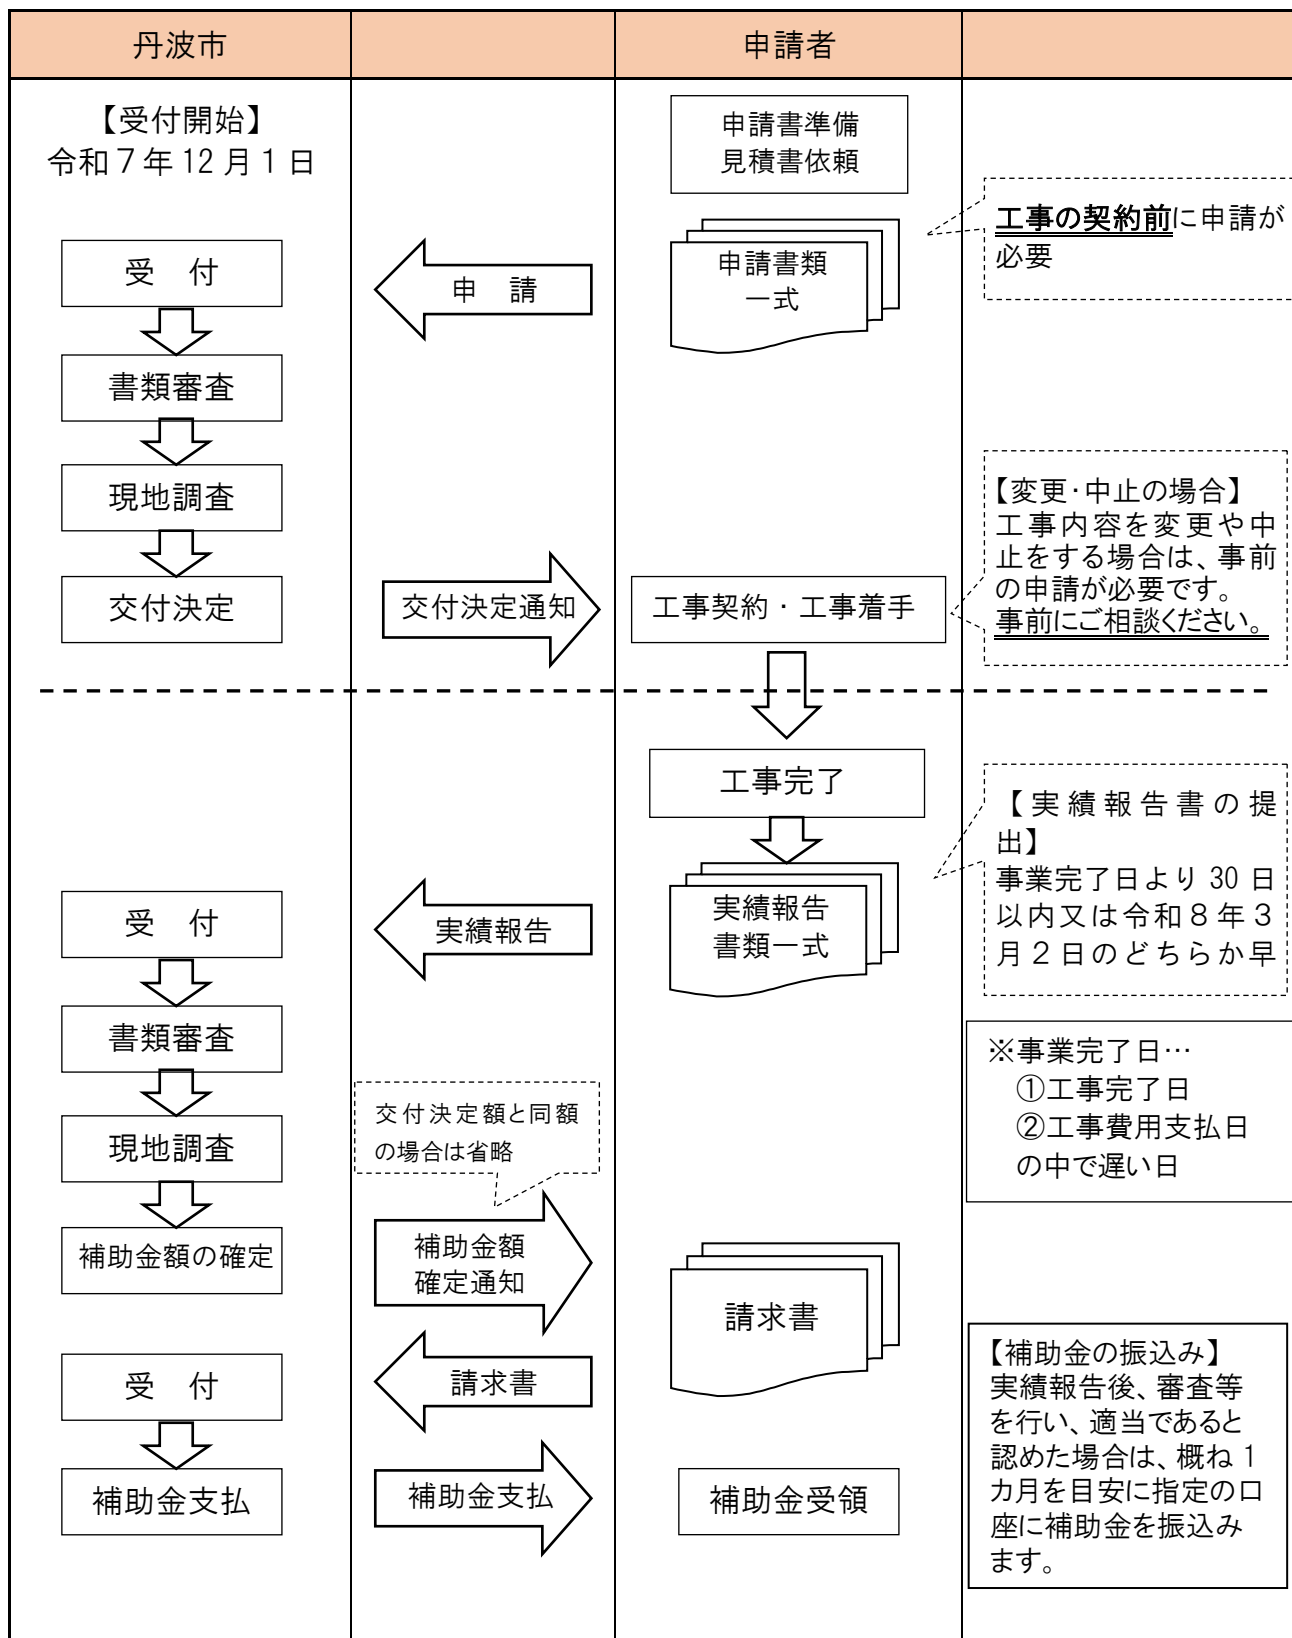 丹波市
申請者
【受付開始】
令和７年12月１日
申請書準備
見積書依頼
工事の契約前に申請が
必要
受　付
申　請
申請書類
一式
書類審査
現地調査
【変更・中止の場合】
工事内容を変更や中
止をする場合は、事前
の申請が必要です。
事前にご相談ください。
交付決定
交付決定通知
工事契約・工事着手
工事完了
【実績報告書の提
出】
事業完了日より30日
以内又は令和８年３
月２日のどちらか早
受　付
実績報告
実績報告
書類一式
書類審査
※事業完了日…
①工事完了日
②工事費用支払日
の中で遅い日
現地調査
交付決定額と同額
の場合は省略
補助金額の確定
補助金額
確定通知
請求書
受　付
請求書
【補助金の振込み】
実績報告後、審査等
を行い、適当であると
認めた場合は、概ね１
カ月を目安に指定の口
座に補助金を振込み
ます。
補助金支払
補助金支払
補助金受領